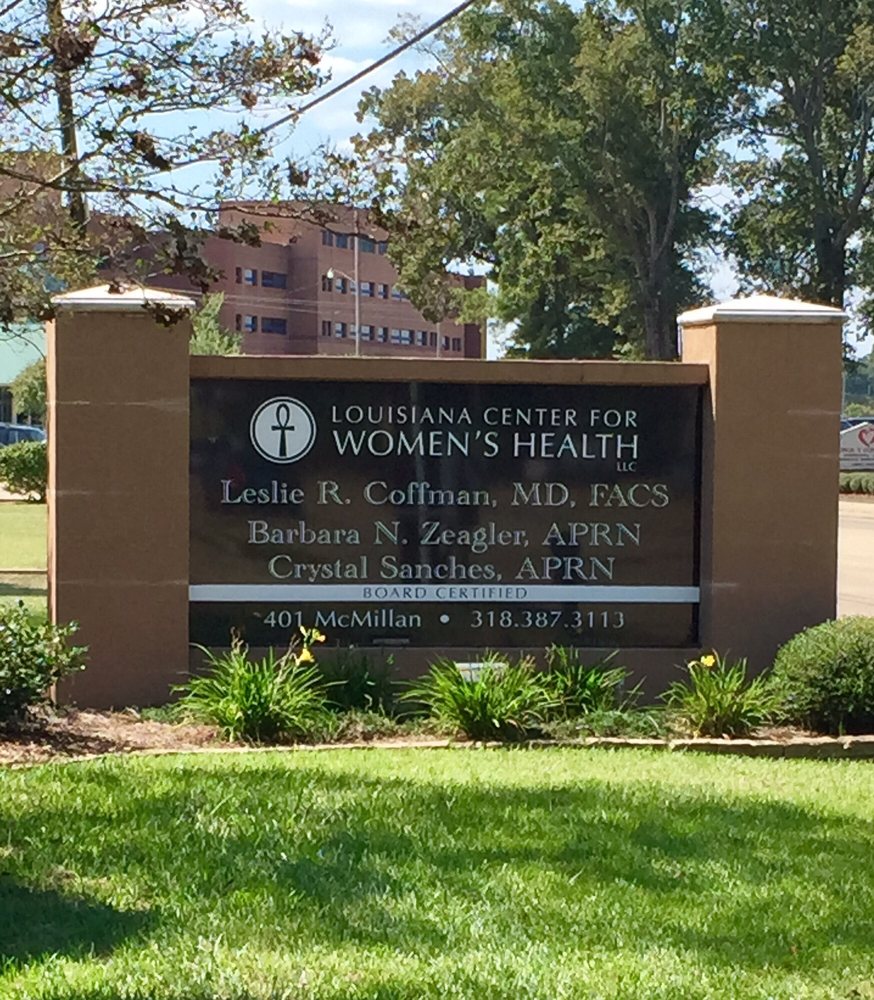 LOUISIANA CENTER FOR
WOMEN'S HEALTH
LLC
Leslie R. Coffman, MD, FACS
Barbara N. Zeagler, APRN
Crystal Sanches, APRN
BOARD CERTIFIED
401 McMillan • 318.387.3113